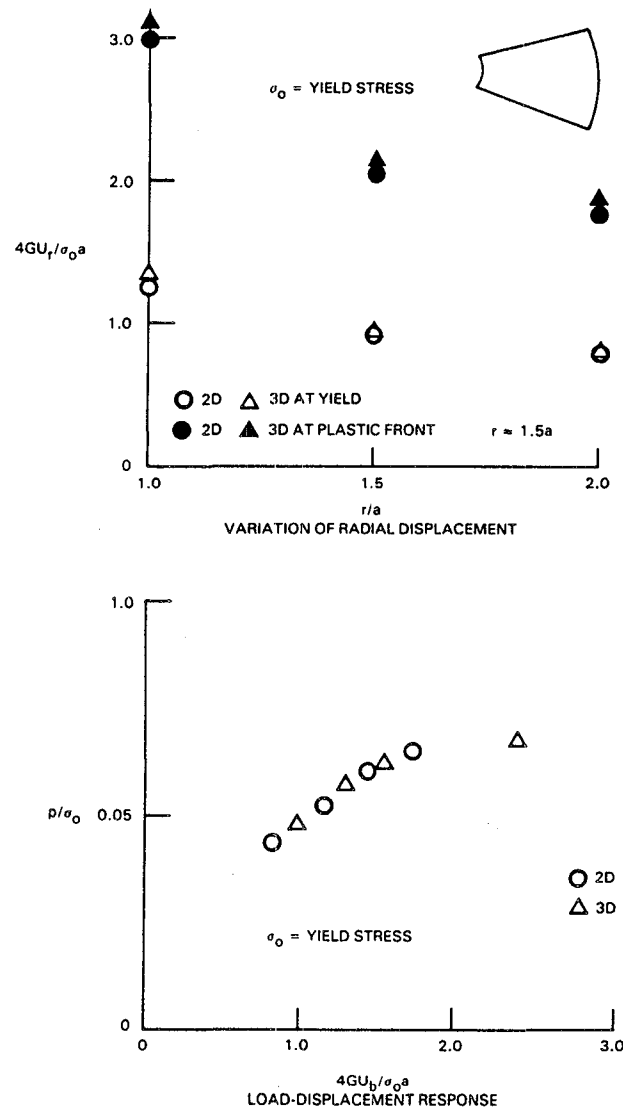 3.0
σo = YIELD STRESS
2.0
4GUr/σoa
1.0
2D 3D AT YIELD
2D 3D AT PLASTIC FRONT r ≈ 1.5a
0
1.0 1.5 2.0
r/a
VARIATION OF RADIAL DISPLACEMENT
1.0
p/σo 0.05
2D
3D
σo = YIELD STRESS
0
0 1.0 2.0 3.0
4GUb/σoa
LOAD-DISPLACEMENT RESPONSE